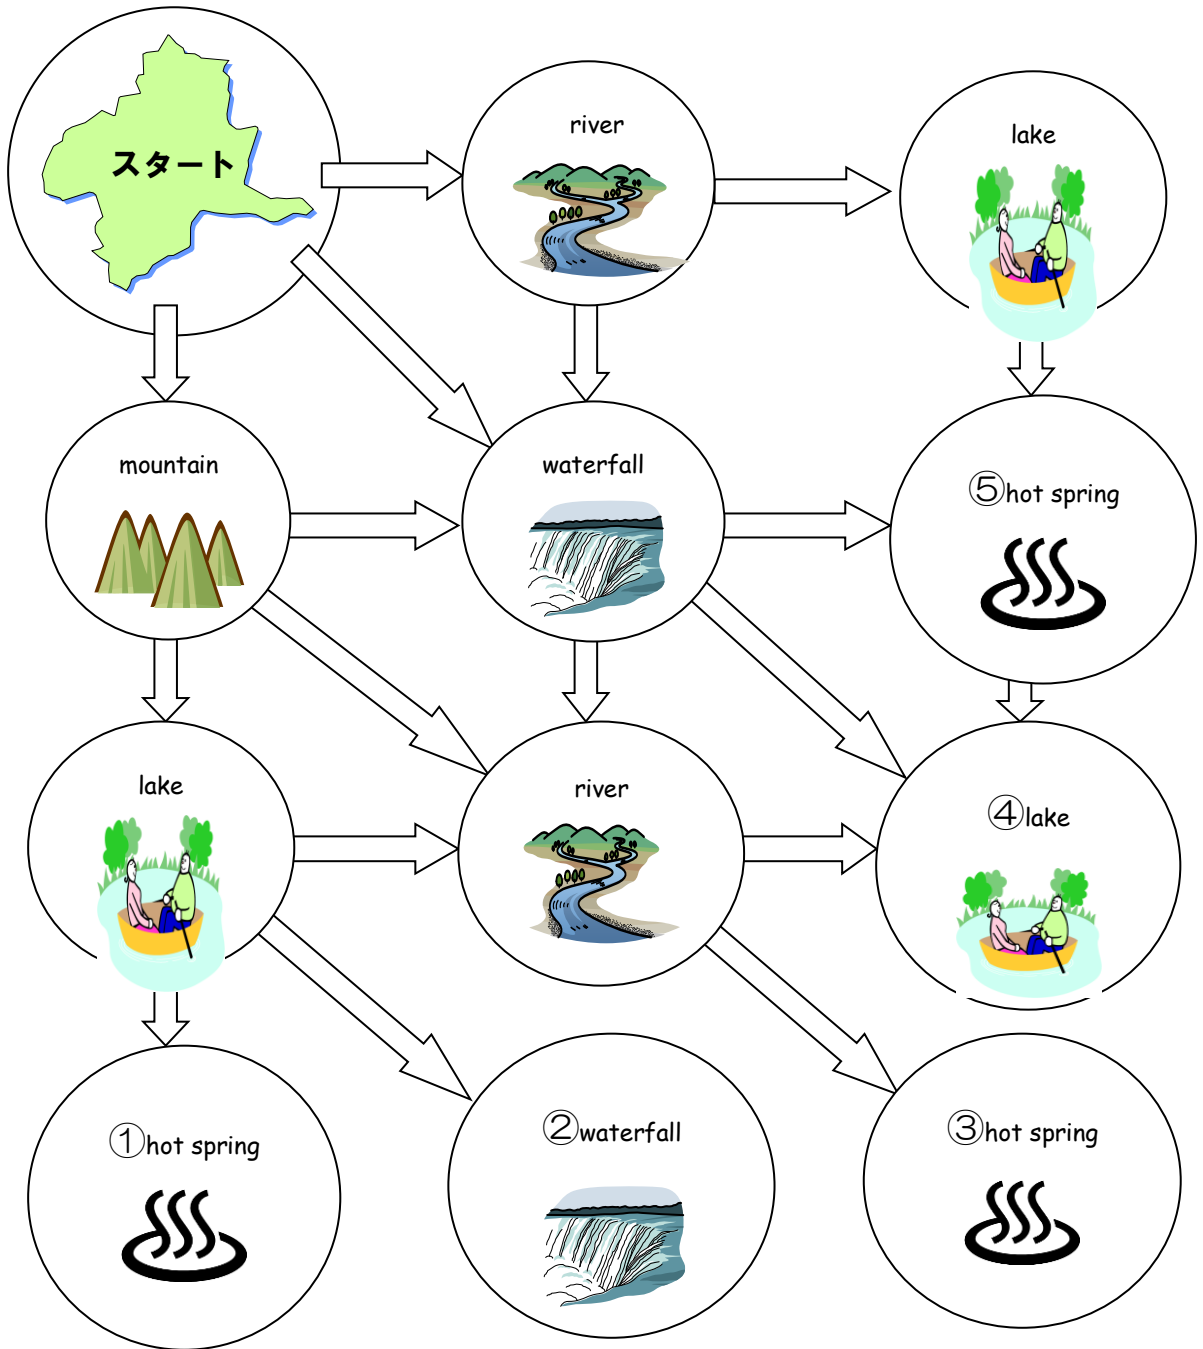 スタート
river
lake
mountain
waterfall
⑤hot spring
lake
river
④lake
①hot spring
②waterfall
③hot spring